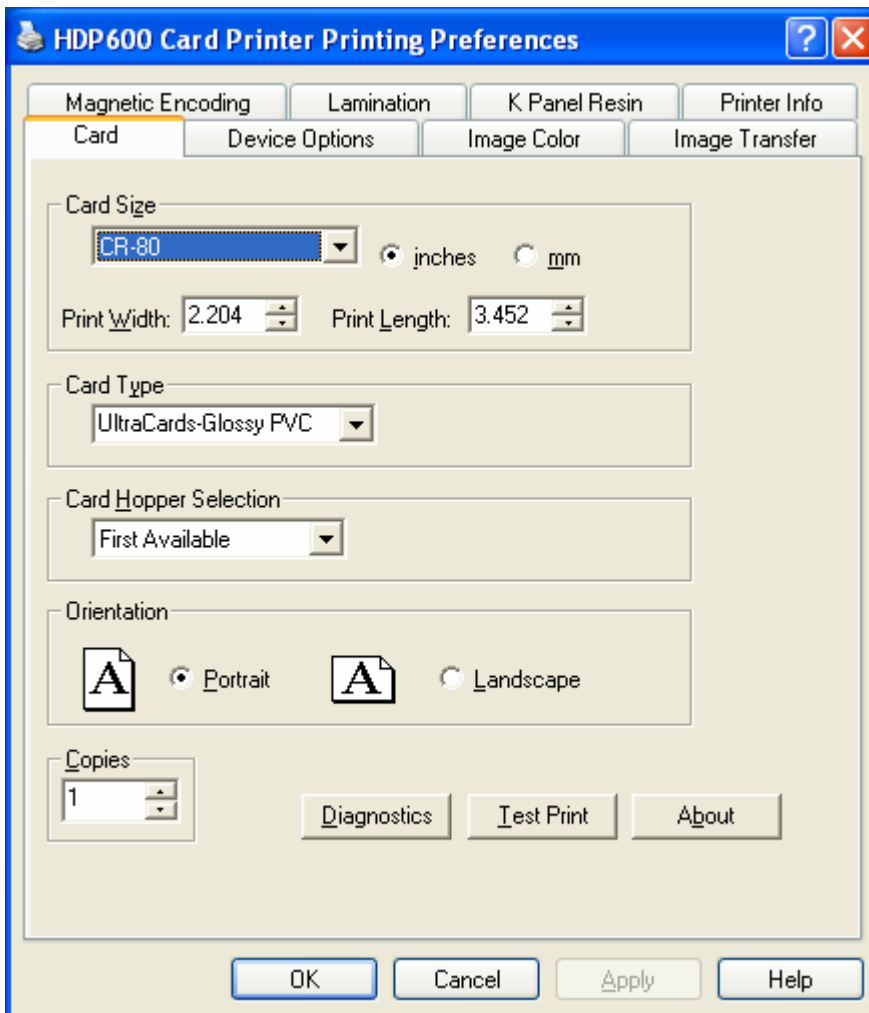 HDP600 Card Printer Printing Preferences
Magnetic Encoding Lamination K Panel Resin Printer Info
Card Device Options Image Color Image Transfer
Card Size
CR-80 inches mm
Print Width: 2.204 Print Length: 3.452
Card Type
UltraCards-Glossy PVC
Card Hopper Selection
First Available
Orientation
A Portrait A Landscape
Copies
1
Diagnostics Test Print About
OK Cancel Apply Help